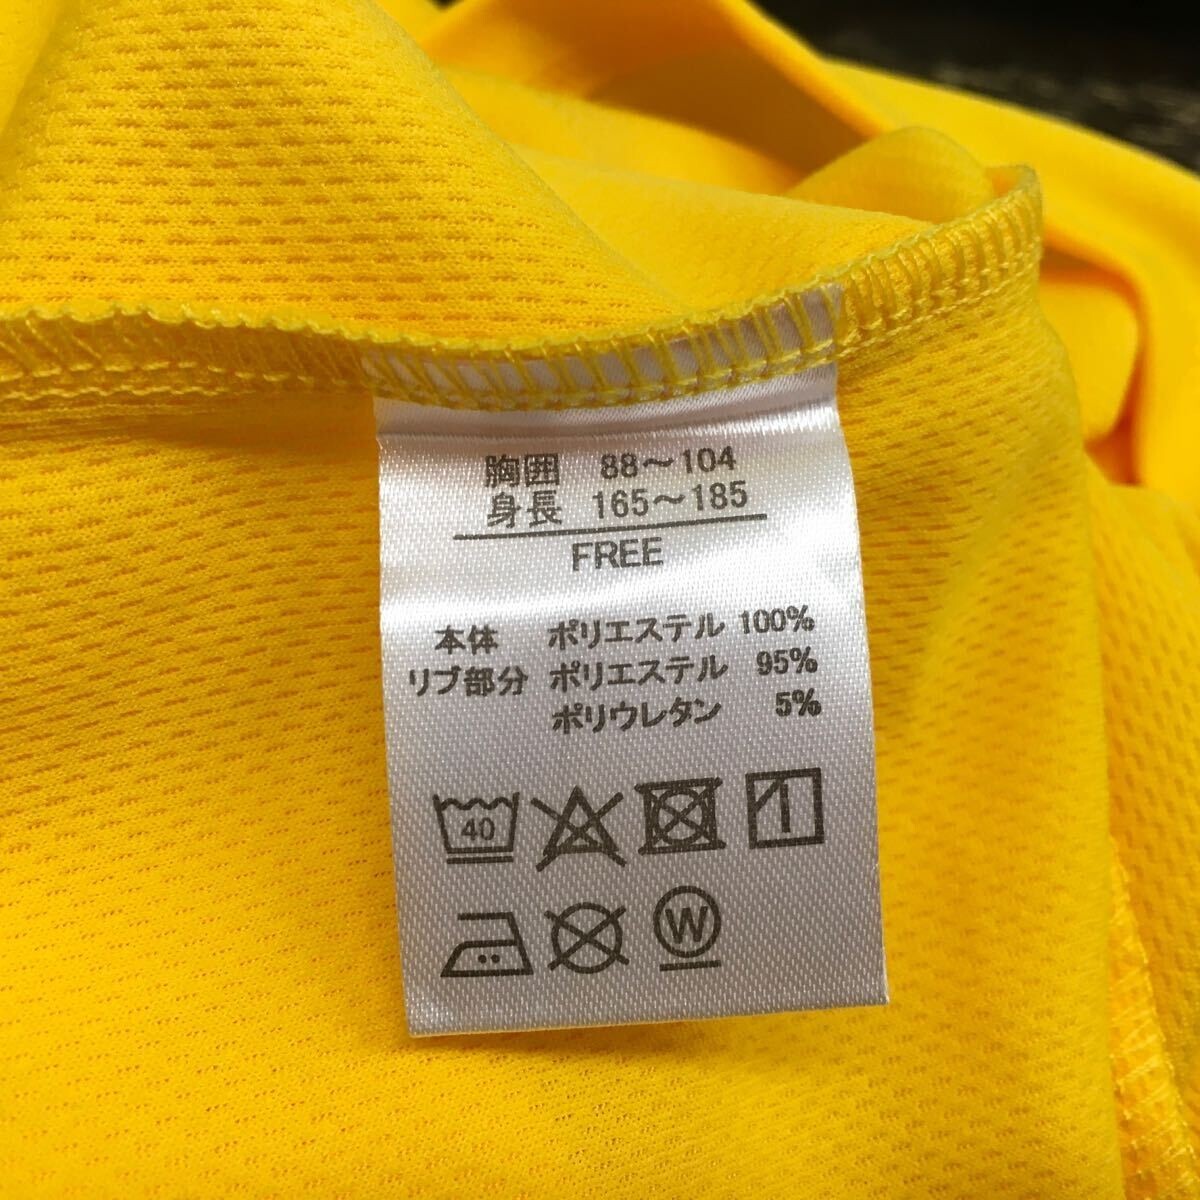 胸囲 88～104
身長 165～185
FREE
本体 ポリエステル 100%
リブ部分 ポリエステル 95%
ポリウレタン 5%
40
W